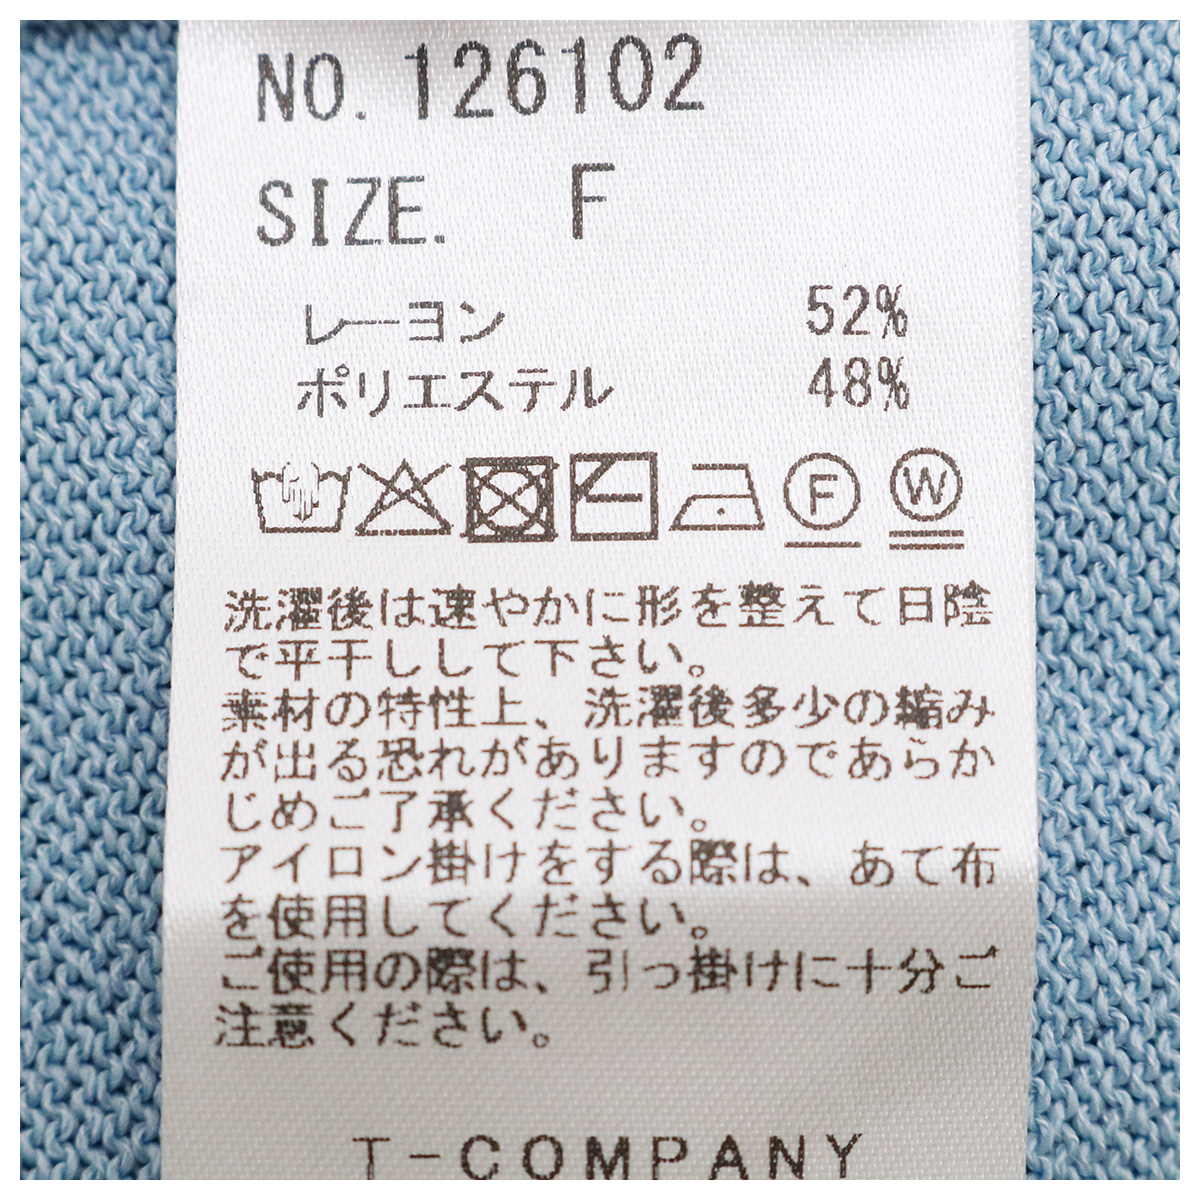 NO. 126102
SIZE. F
レーヨン 52%
ポリエステル 48%
F W
洗濯後は速やかに形を整えて日陰
で平干しして下さい。
素材の特性上、洗濯後多少の縮み
が出る恐れがありますのであらか
じめご了承ください。
アイロン掛けをする際は、あて布
を使用してください。
ご使用の際は、引っ掛けに十分ご
注意ください。
T-COMPANY